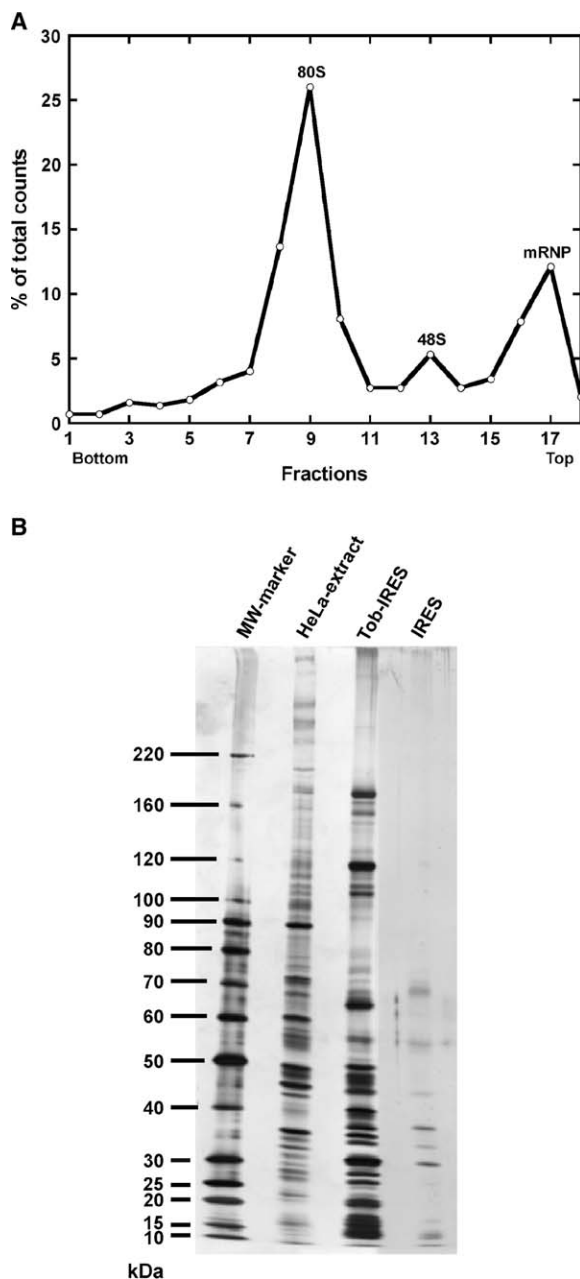 A
% of total counts
30
25
20
15
10
5
0
80S
48S
mRNP
1 3 5 7 9 11 13 15 17
Bottom Top
Fractions
B
MW-marker HeLa-extract Tob-IRES IRES
220
160
120
100
90
80
70
60
50
40
30
25
20
15
10
kDa